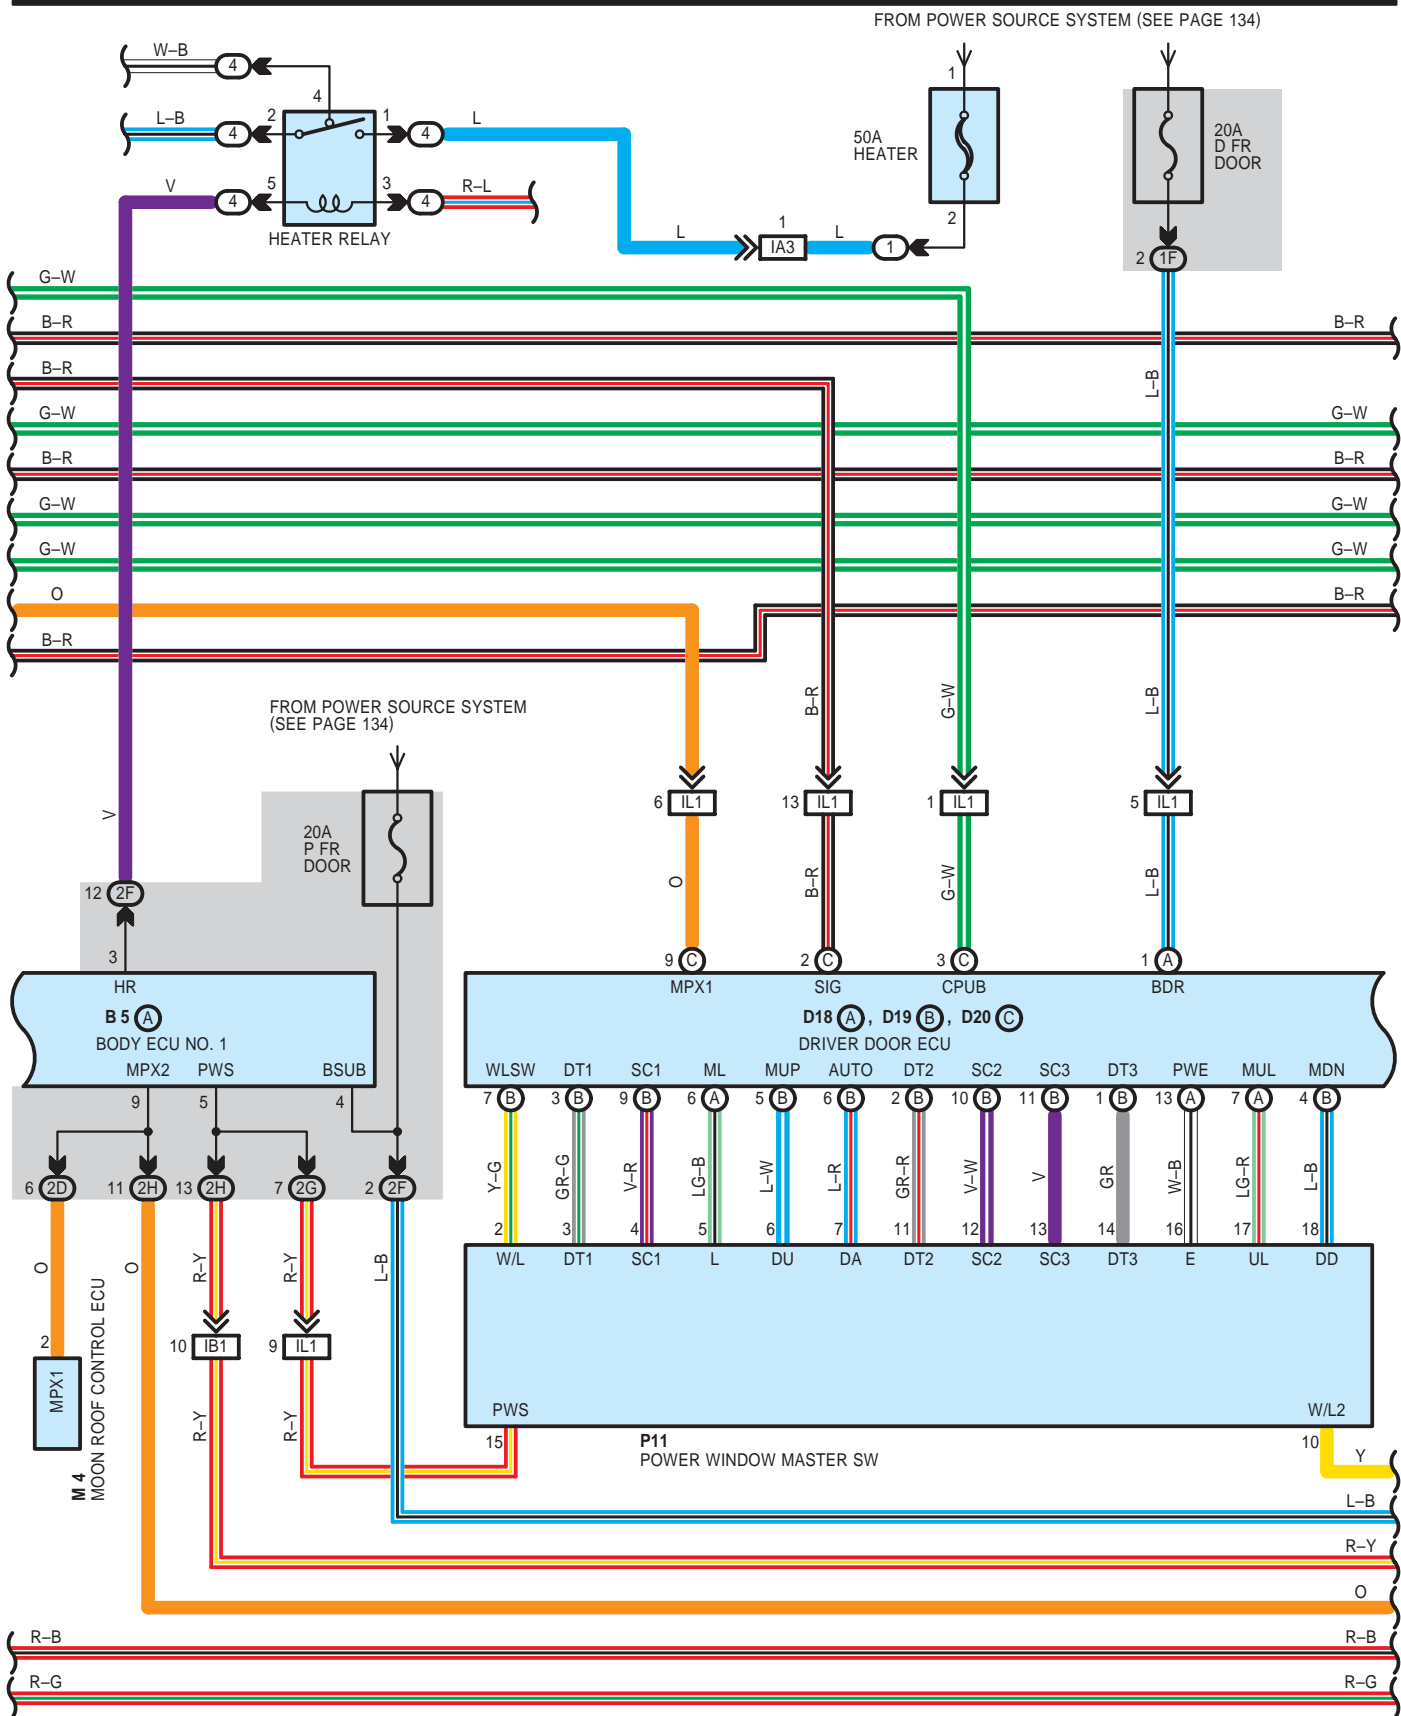 FROM POWER SOURCE SYSTEM (SEE PAGE 134)
W–B
4
4
1
L–B
4
2
1
4
L
50A
HEATER
20A
D FR
DOOR
V
4
5
3
4
R–L
2
HEATER RELAY
L
1
IA3
L
1
2
1F
G–W
B–R
B–R
B–R
L–B
G–W
G–W
B–R
B–R
G–W
G–W
G–W
G–W
O
B–R
B–R
FROM POWER SOURCE SYSTEM
(SEE PAGE 134)
B–R
G–W
L–B
V
20A
P FR
DOOR
6
IL1
13
IL1
1
IL1
5
IL1
12
2F
O
B–R
G–W
L–B
3
9
C
2
C
3
C
1
A
HR
MPX1
SIG
CPUB
BDR
B 5
A
BODY ECU NO. 1
D18
A
, D19
B
, D20
C
DRIVER DOOR ECU
MPX2
PWS
BSUB
WLSW
DT1
SC1
ML
MUP
AUTO
DT2
SC2
SC3
DT3
PWE
MUL
MDN
9
5
4
7
B
3
B
9
B
6
A
5
B
6
B
2
B
10
B
11
B
1
B
13
A
7
A
4
B
6
2D
11
2H
13
2H
7
2G
2
2F
Y–G
GR–G
V–R
LG–B
L–W
L–R
GR–R
V–W
V
GR
W–B
LG–R
L–B
2
3
4
5
6
7
11
12
13
14
16
17
18
W/L
DT1
SC1
L
DU
DA
DT2
SC2
SC3
DT3
E
UL
DD
O
O
R–Y
R–Y
L–B
2
10
IB1
9
IL1
MPX1
M 4
MOON ROOF CONTROL ECU
R–Y
R–Y
PWS
W/L2
15
P11
POWER WINDOW MASTER SW
10
Y
L–B
R–Y
O
R–B
R–B
R–G
R–G